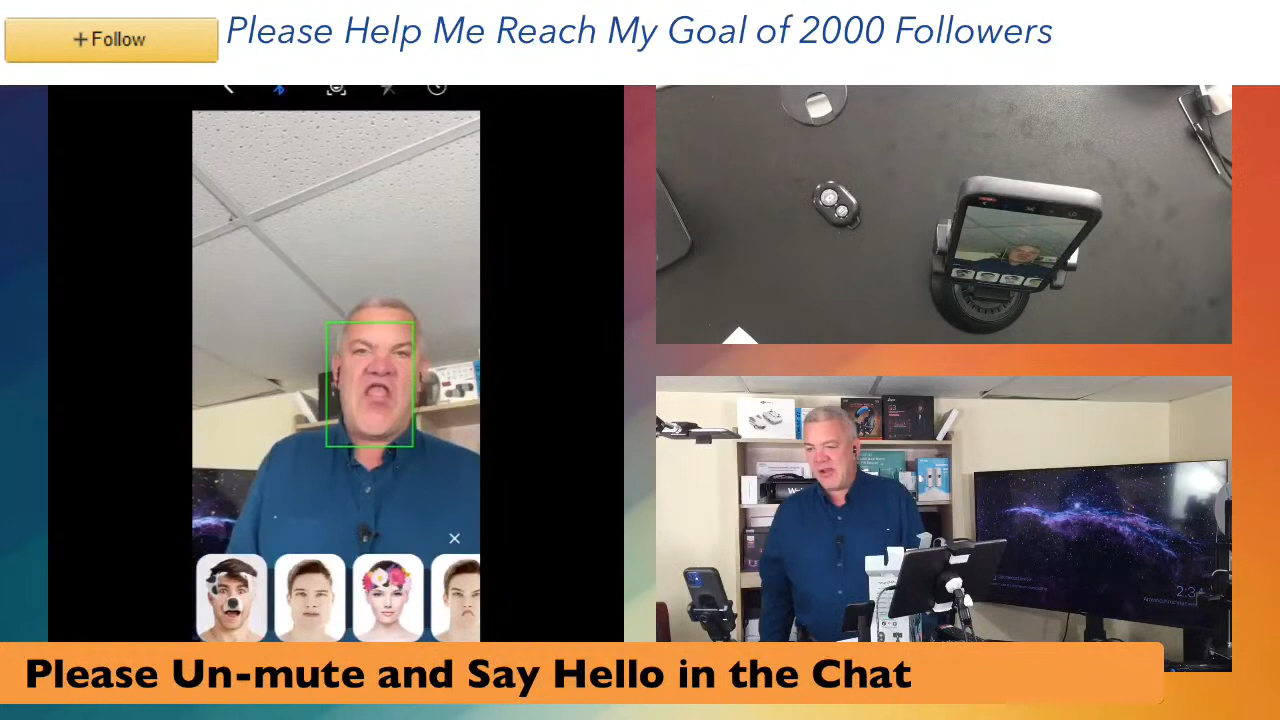 +Follow
Please Help Me Reach My Goal of 2000 Followers
Please Un-mute and Say Hello in the Chat